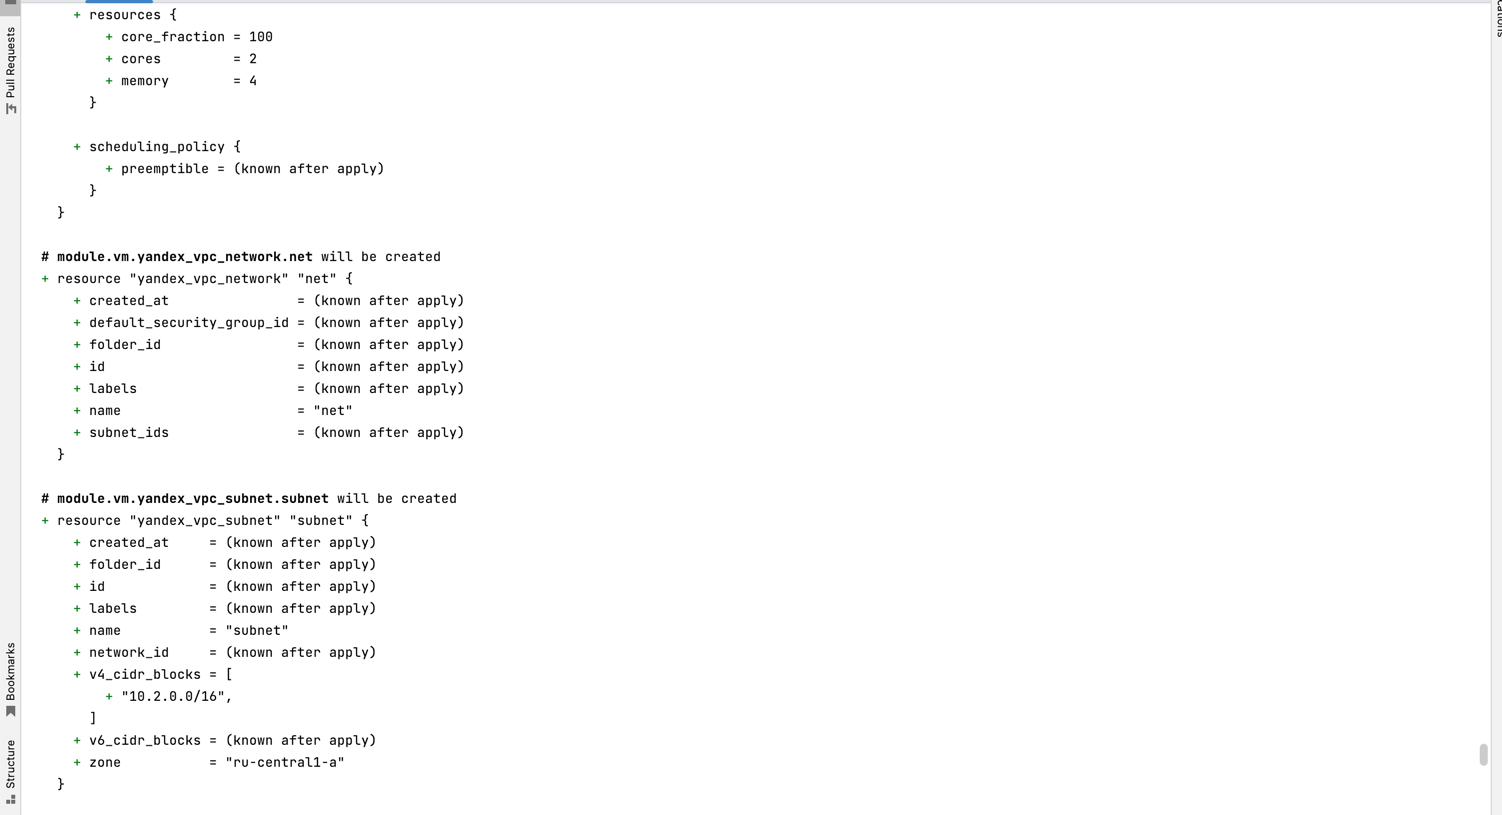 + resources {
+ core_fraction = 100
+ cores         = 2
+ memory        = 4
}
+ scheduling_policy {
+ preemptible = (known after apply)
}
}
# module.vm.yandex_vpc_network.net will be created
+ resource "yandex_vpc_network" "net" {
+ created_at                = (known after apply)
+ default_security_group_id = (known after apply)
+ folder_id                 = (known after apply)
+ id                        = (known after apply)
+ labels                    = (known after apply)
+ name                      = "net"
+ subnet_ids                = (known after apply)
}
# module.vm.yandex_vpc_subnet.subnet will be created
+ resource "yandex_vpc_subnet" "subnet" {
+ created_at     = (known after apply)
+ folder_id      = (known after apply)
+ id             = (known after apply)
+ labels         = (known after apply)
+ name           = "subnet"
+ network_id     = (known after apply)
+ v4_cidr_blocks = [
+ "10.2.0.0/16",
]
+ v6_cidr_blocks = (known after apply)
+ zone           = "ru-central1-a"
}
Pull Requests
Bookmarks
Structure